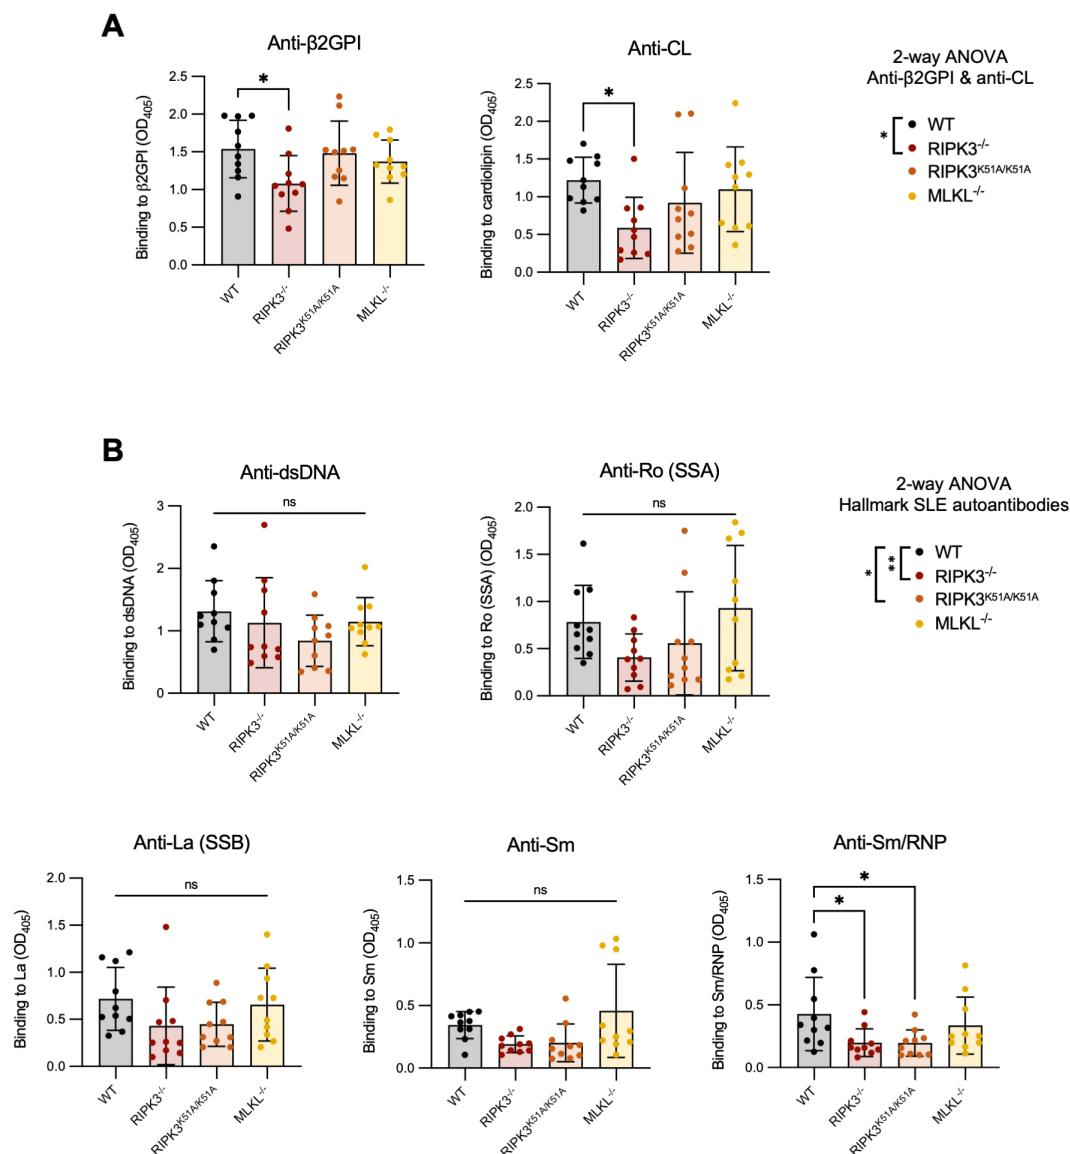 A
Anti-β2GPI
Binding to β2GPI (OD405)
2.5
2.0
1.5
1.0
0.5
0.0
*
WT
RIPK3-/-
RIPK3K51A/K51A
MLKL-/-
Anti-CL
Binding to cardiolipin (OD405)
2.5
2.0
1.5
1.0
0.5
0.0
*
WT
RIPK3-/-
RIPK3K51A/K51A
MLKL-/-
2-way ANOVA
Anti-β2GPI & anti-CL
*
WT
RIPK3-/-
RIPK3K51A/K51A
MLKL-/-
B
Anti-dsDNA
Binding to dsDNA (OD405)
3
2
1
0
ns
WT
RIPK3-/-
RIPK3K51A/K51A
MLKL-/-
Anti-Ro (SSA)
Binding to Ro (SSA) (OD405)
2.0
1.5
1.0
0.5
0.0
ns
WT
RIPK3-/-
RIPK3K51A/K51A
MLKL-/-
2-way ANOVA
Hallmark SLE autoantibodies
*
**
WT
RIPK3-/-
RIPK3K51A/K51A
MLKL-/-
Anti-La (SSB)
Binding to La (OD405)
2.0
1.5
1.0
0.5
0.0
ns
WT
RIPK3-/-
RIPK3K51A/K51A
MLKL-/-
Anti-Sm
Binding to Sm (OD405)
1.5
1.0
0.5
0.0
ns
WT
RIPK3-/-
RIPK3K51A/K51A
MLKL-/-
Anti-Sm/RNP
Binding to Sm/RNP (OD405)
1.5
1.0
0.5
0.0
*
*
WT
RIPK3-/-
RIPK3K51A/K51A
MLKL-/-